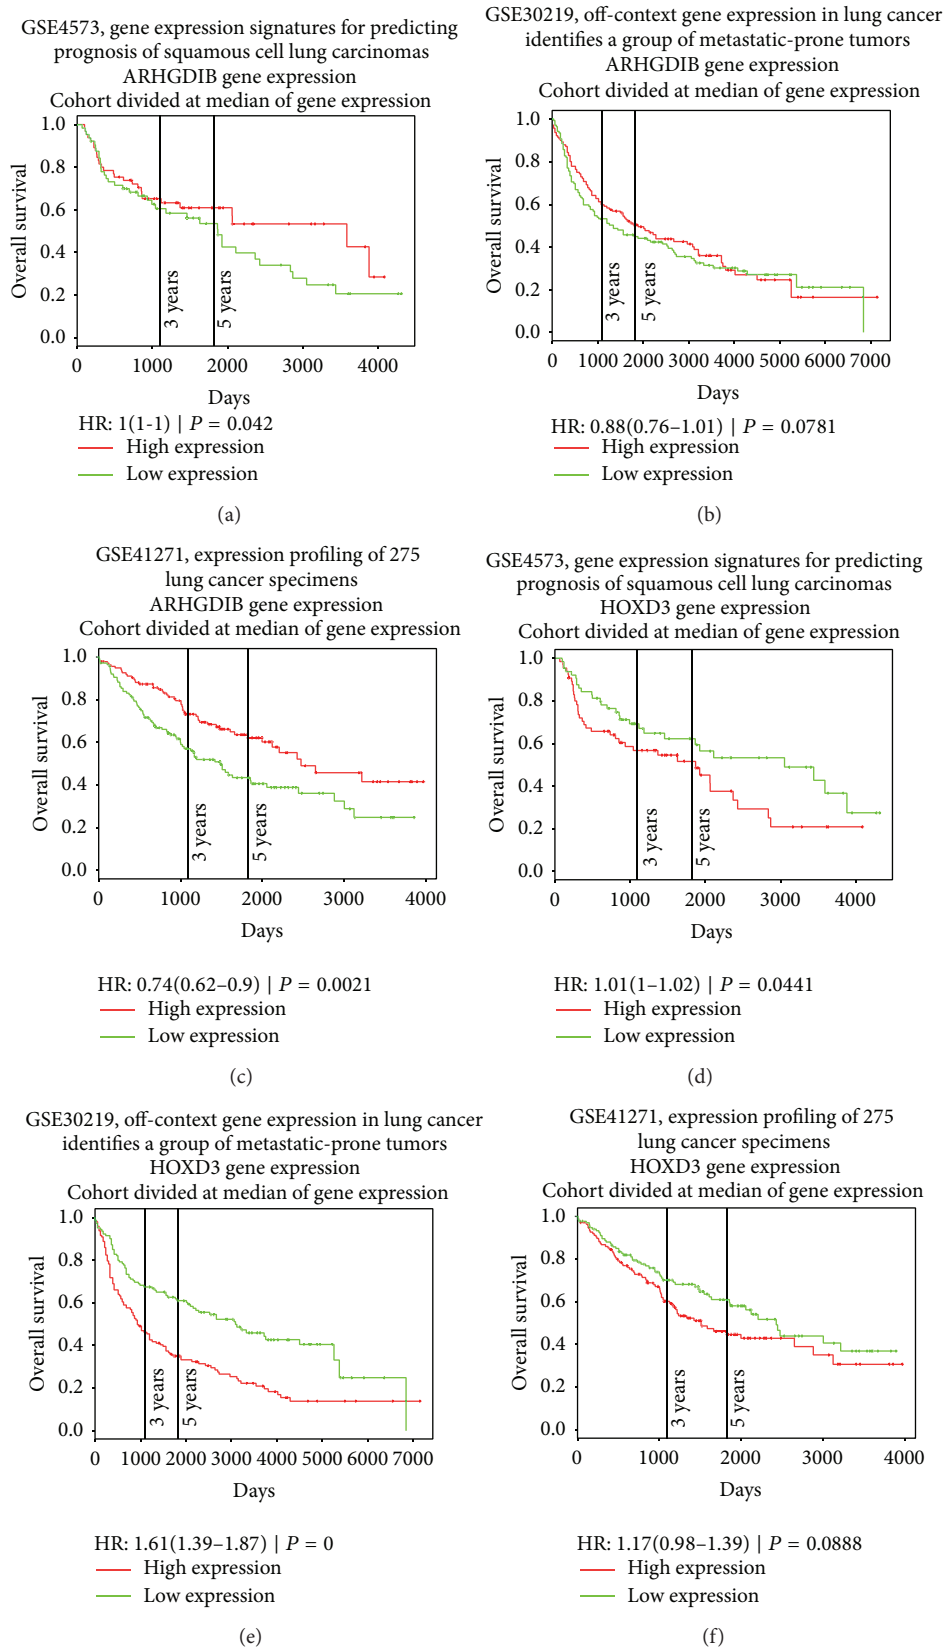 GSE4573, gene expression signatures for predicting
prognosis of squamous cell lung carcinomas
ARHGDIB gene expression
Cohort divided at median of gene expression
Overall survival
1.0
0.8
0.6
0.4
0.2
0.0
3 years
5 years
0 1000 2000 3000 4000
Days
HR: 1(1-1) | P = 0.042
High expression
Low expression
(a)
GSE30219, off-context gene expression in lung cancer
identifies a group of metastatic-prone tumors
ARHGDIB gene expression
Cohort divided at median of gene expression
Overall survival
1.0
0.8
0.6
0.4
0.2
0.0
3 years
5 years
0 1000 2000 3000 4000 5000 6000 7000
Days
HR: 0.88(0.76–1.01) | P = 0.0781
High expression
Low expression
(b)
GSE41271, expression profiling of 275
lung cancer specimens
ARHGDIB gene expression
Cohort divided at median of gene expression
Overall survival
1.0
0.8
0.6
0.4
0.2
0.0
3 years
5 years
0 1000 2000 3000 4000
Days
HR: 0.74(0.62–0.9) | P = 0.0021
High expression
Low expression
(c)
GSE4573, gene expression signatures for predicting
prognosis of squamous cell lung carcinomas
HOXD3 gene expression
Cohort divided at median of gene expression
Overall survival
1.0
0.8
0.6
0.4
0.2
0.0
3 years
5 years
0 1000 2000 3000 4000
Days
HR: 1.01(1–1.02) | P = 0.0441
High expression
Low expression
(d)
GSE30219, off-context gene expression in lung cancer
identifies a group of metastatic-prone tumors
HOXD3 gene expression
Cohort divided at median of gene expression
Overall survival
1.0
0.8
0.6
0.4
0.2
0.0
3 years
5 years
0 1000 2000 3000 4000 5000 6000 7000
Days
HR: 1.61(1.39–1.87) | P = 0
High expression
Low expression
(e)
GSE41271, expression profiling of 275
lung cancer specimens
HOXD3 gene expression
Cohort divided at median of gene expression
Overall survival
1.0
0.8
0.6
0.4
0.2
0.0
3 years
5 years
0 1000 2000 3000 4000
Days
HR: 1.17(0.98–1.39) | P = 0.0888
High expression
Low expression
(f)